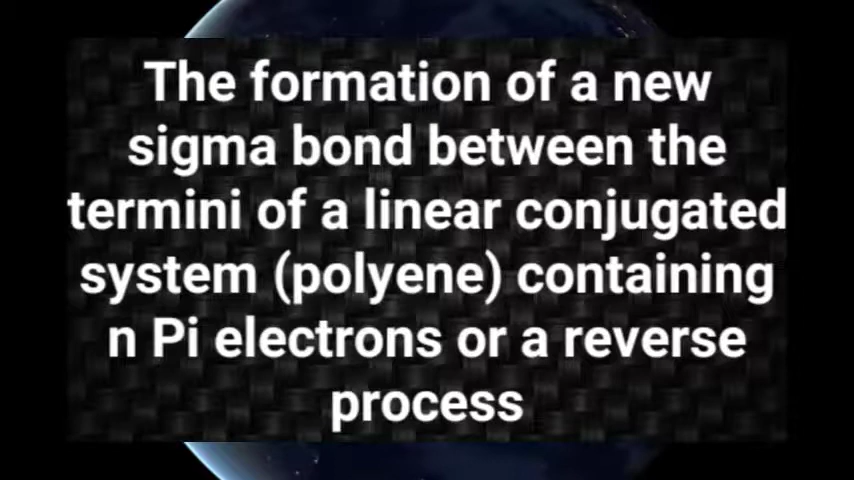 The formation of a new
sigma bond between the
termini of a linear conjugated
system (polyene) containing
n Pi electrons or a reverse
process